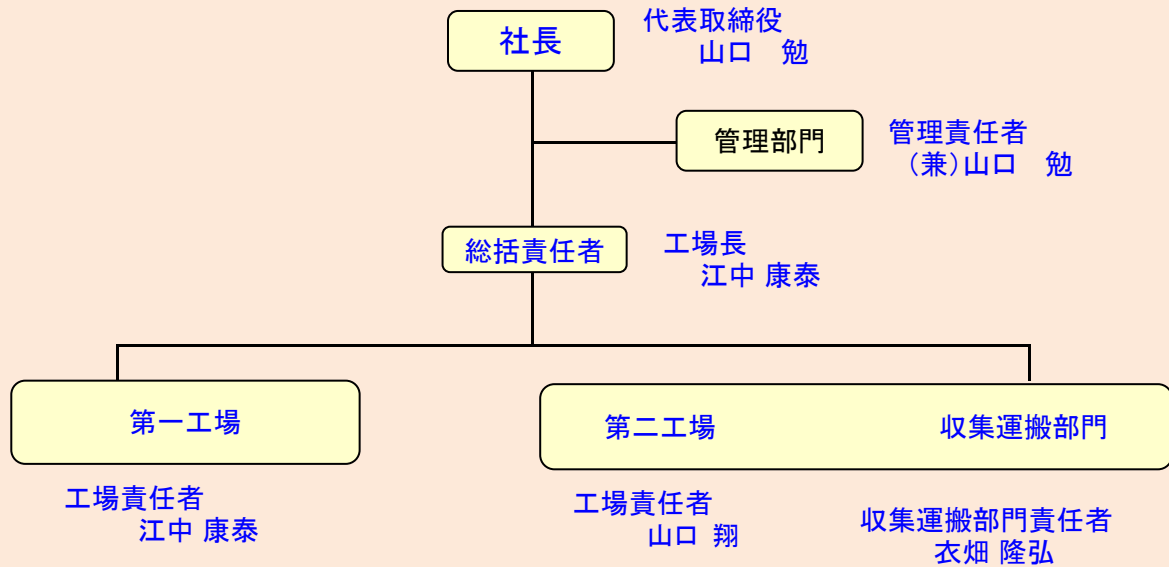 社長
代表取締役
山口　勉
管理部門
管理責任者
（兼）山口　勉
総括責任者
工場長
江中 康泰
第一工場
第二工場
収集運搬部門
工場責任者
江中 康泰
工場責任者
山口 翔
収集運搬部門責任者
衣畑 隆弘